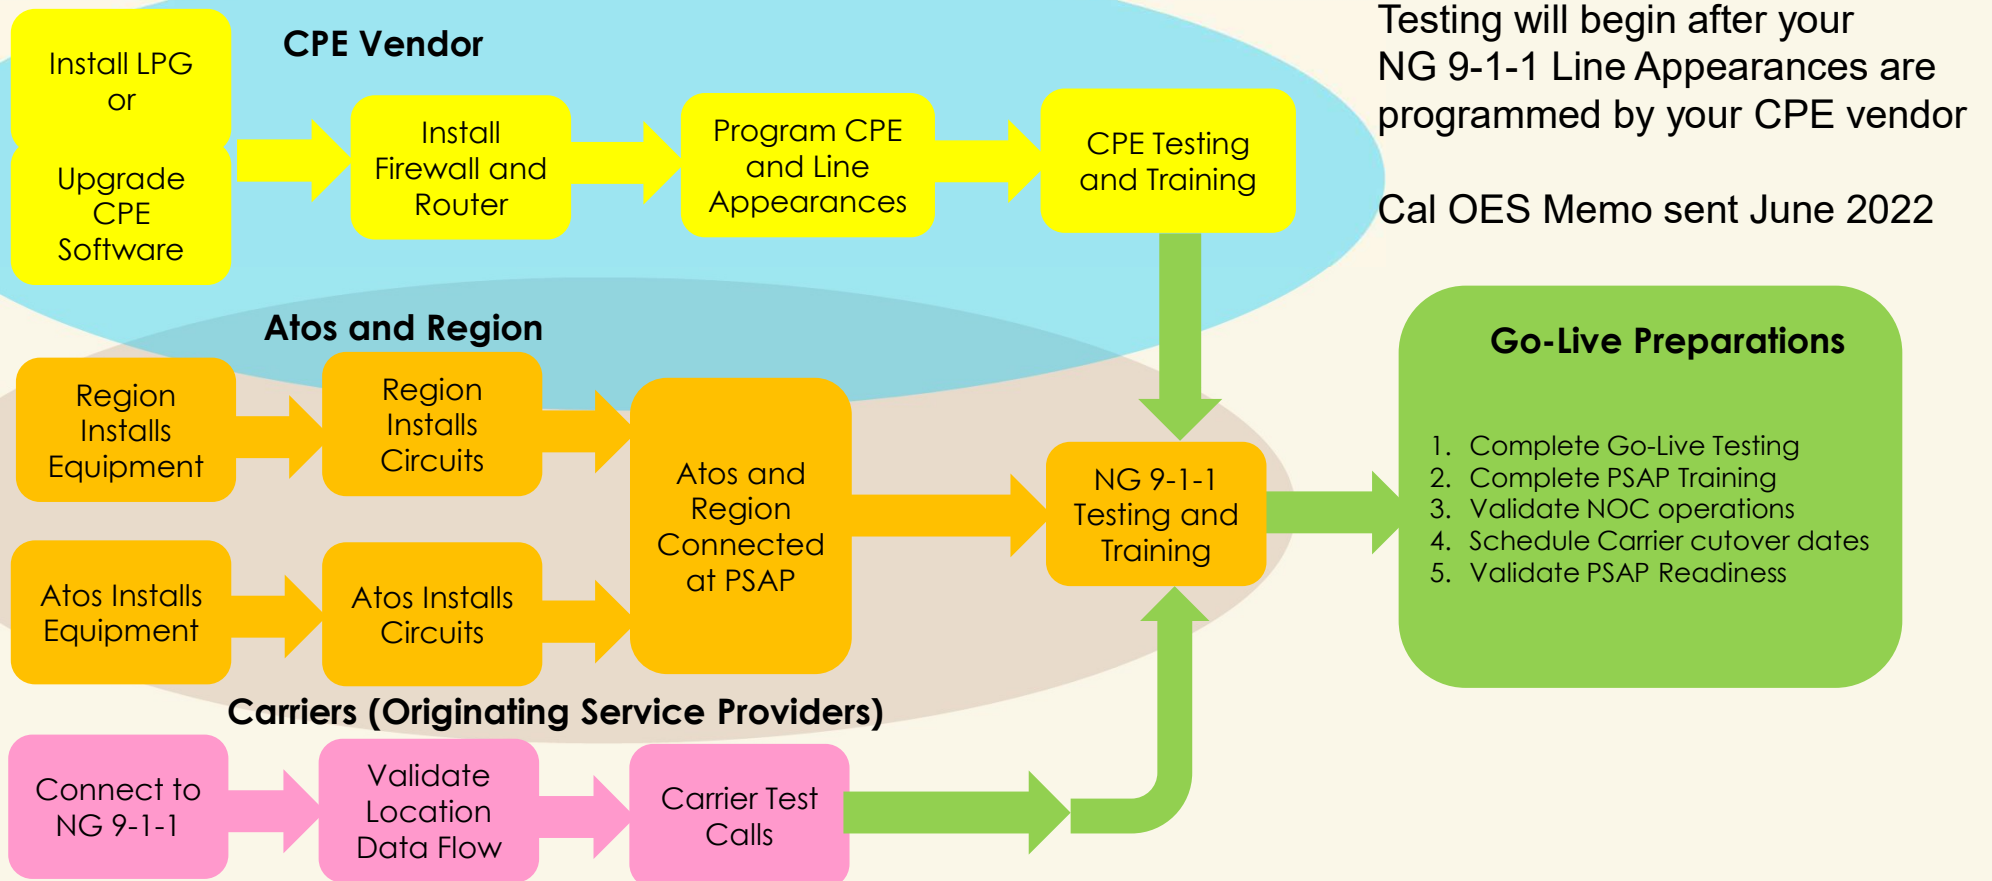 Testing will begin after your
NG 9-1-1 Line Appearances are
programmed by your CPE vendor
Cal OES Memo sent June 2022
CPE Vendor
Install LPG
or
Upgrade
CPE
Software
Install
Firewall and
Router
Program CPE
and Line
Appearances
CPE Testing
and Training
Atos and Region
Region
Installs
Equipment
Region
Installs
Circuits
Atos Installs
Equipment
Atos Installs
Circuits
Atos and
Region
Connected
at PSAP
NG 9-1-1
Testing and
Training
Carriers (Originating Service Providers)
Connect to
NG 9-1-1
Validate
Location
Data Flow
Carrier Test
Calls
Go-Live Preparations
1. Complete Go-Live Testing
2. Complete PSAP Training
3. Validate NOC operations
4. Schedule Carrier cutover dates
5. Validate PSAP Readiness